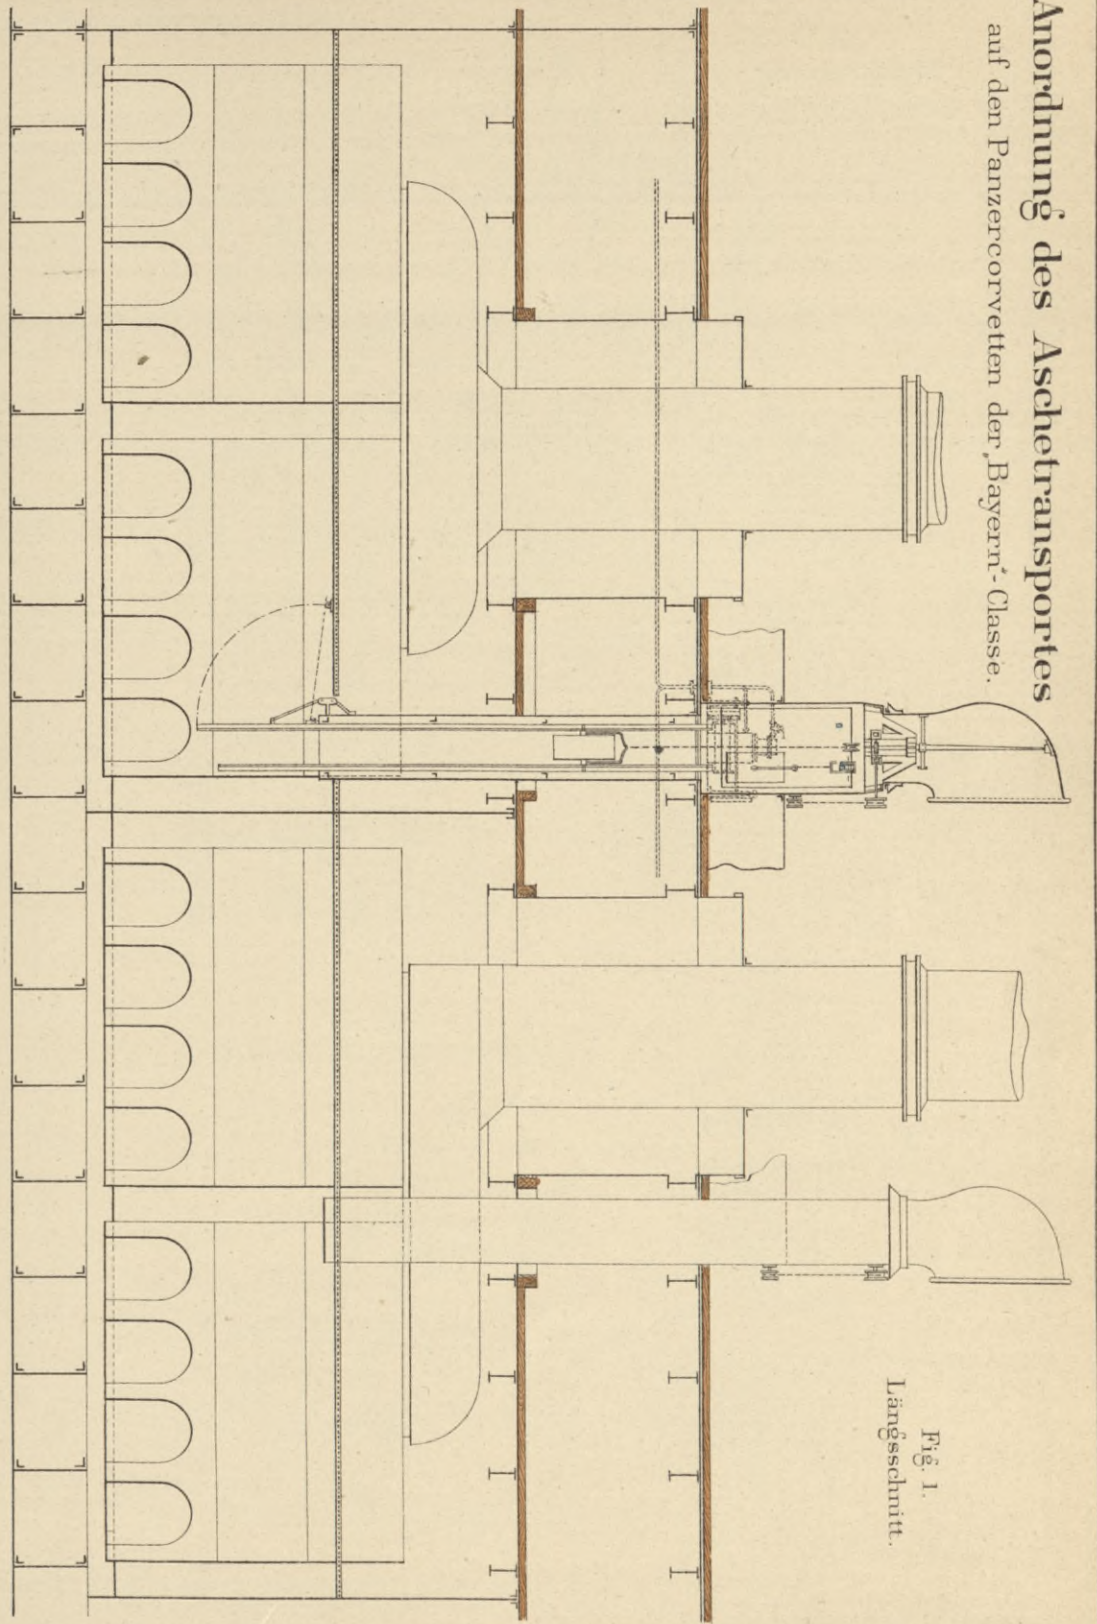 Anordnung des Aschetransportes
auf den Panzercorvetten der „Bayern“-Classe.
Fig. 1.
Längsschnitt.